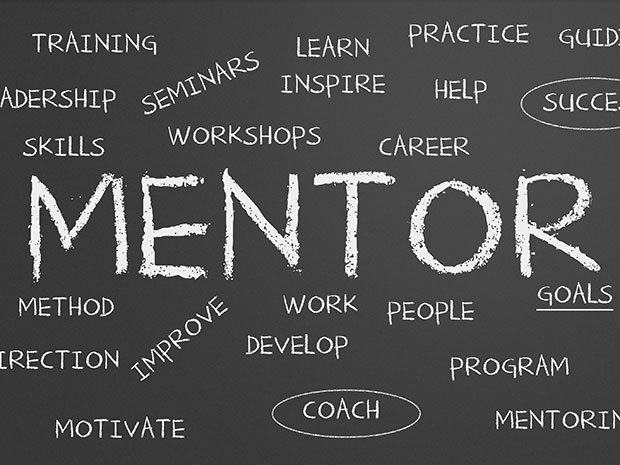 TRAINING
LEARN
PRACTICE
GUIDI
SEMINARS
INSPIRE
HELP
ADERSHIP
SUCCE
WORKSHOPS
SKILLS
CAREER
MENTOR
METHOD
IMPROVE
WORK
PEOPLE
GOALS
DEVELOP
IRECTION
PROGRAM
COACH
MOTIVATE
MENTORIN